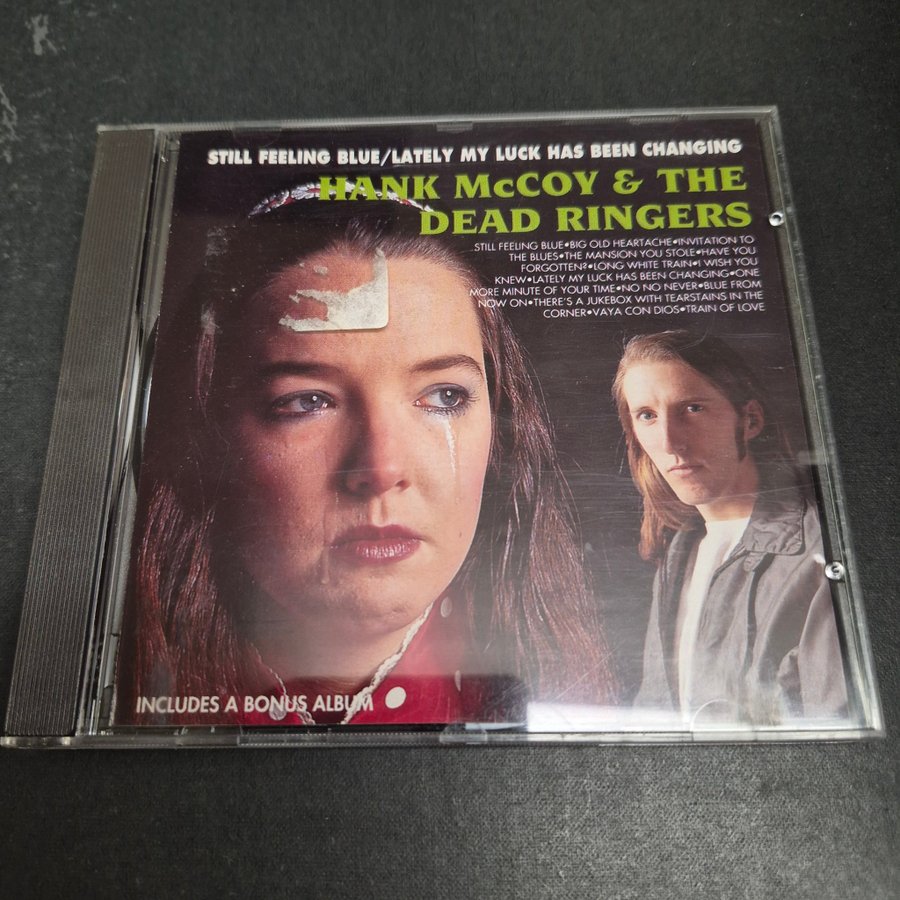 STILL FEELING BLUE/LATELY MY LUCK HAS BEEN CHANGING
HANK McCOY & THE
DEAD RINGERS
STILL FEELING BLUE•BIG OLD HEARTACHE•INVITATION TO
THE BLUES•THE MANSION YOU STOLE•HAVE YOU
FORGOTTEN?•LONG WHITE TRAIN•I WISH YOU
KNEW•LATELY MY LUCK HAS BEEN CHANGING•ONE
MORE MINUTE OF YOUR TIME•NO NO NEVER•BLUE FROM
NOW ON•THERE'S A JUKEBOX WITH TEARSTAINS IN THE
CORNER•VAYA CON DIOS•TRAIN OF LOVE
INCLUDES A BONUS ALBUM